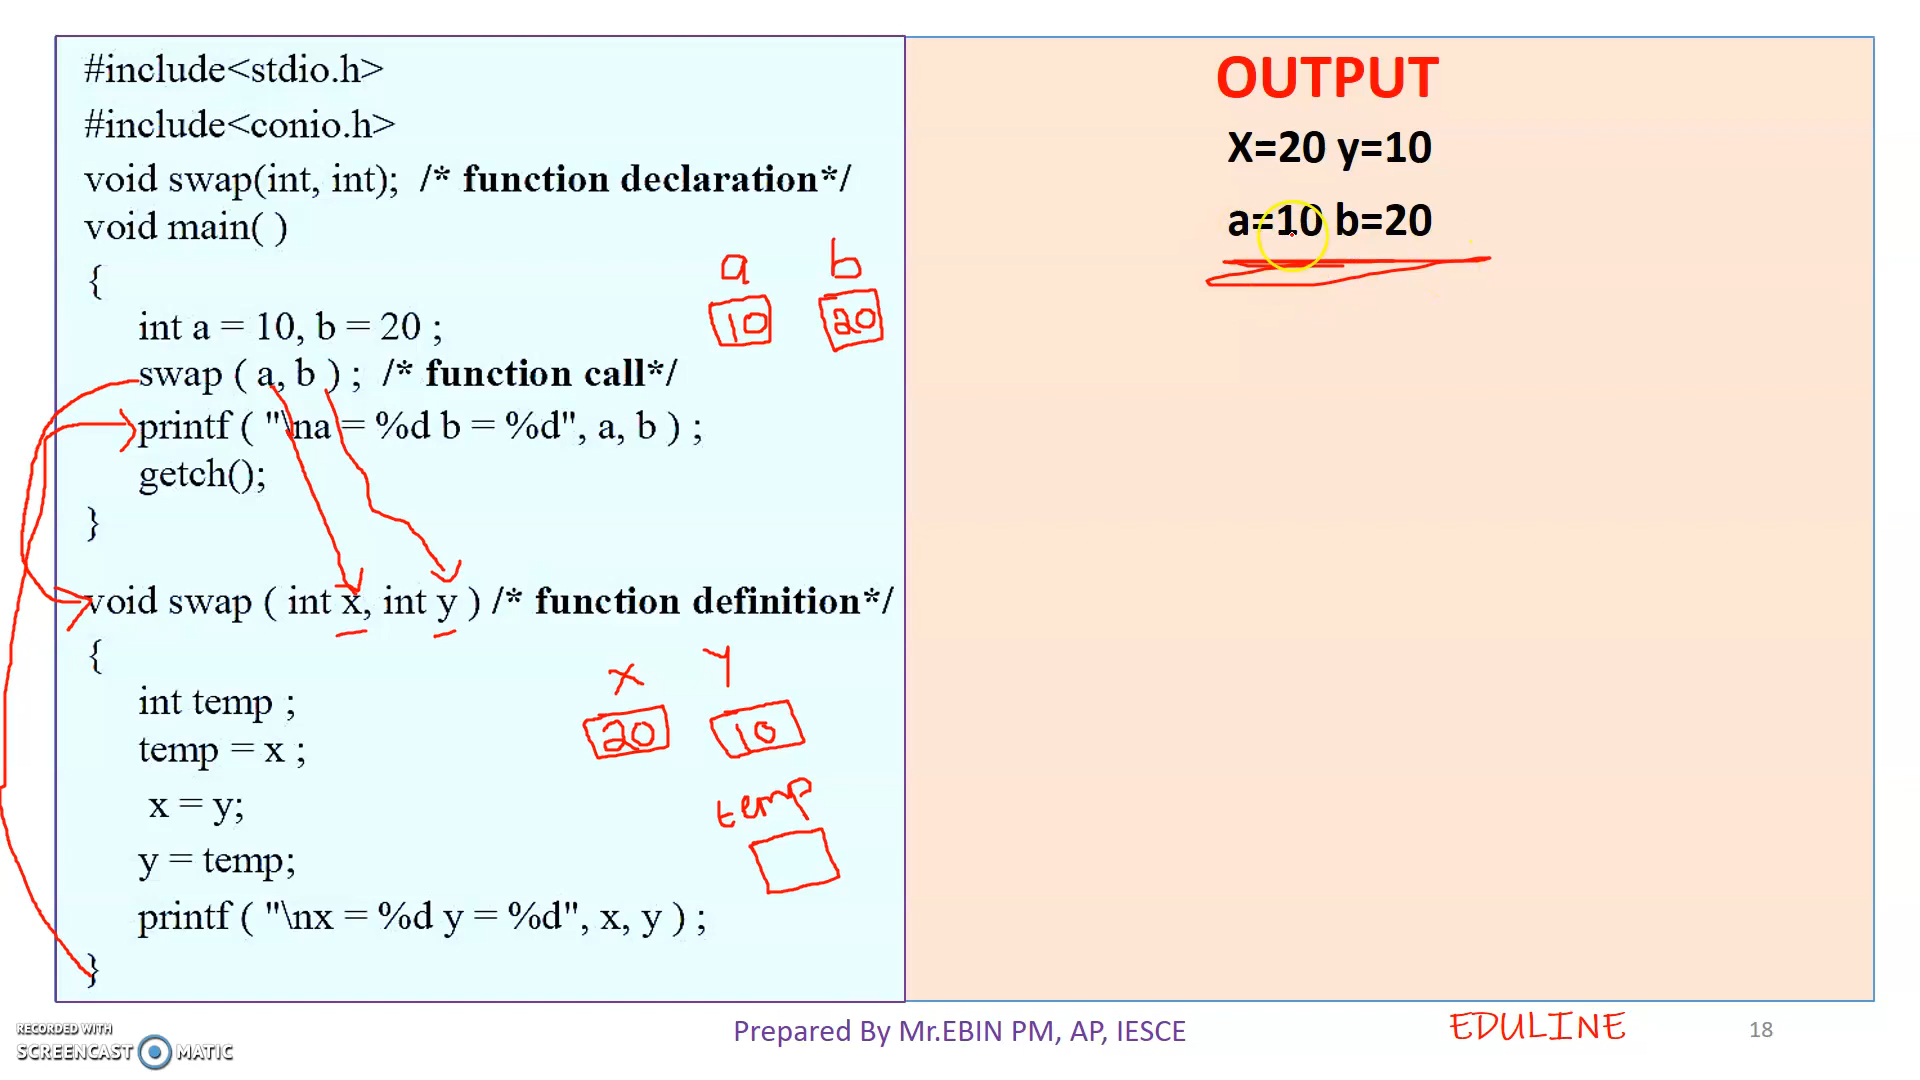 #include<stdio.h>
#include<conio.h>
void swap(int, int);  /* function declaration*/
void main( )
{
int a = 10, b = 20 ;
swap ( a, b ) ;  /* function call*/
printf ( "\na = %d b = %d", a, b ) ;
getch();
}
void swap ( int x, int y ) /* function definition*/
{
int temp ;
temp = x ;
x = y;
y = temp;
printf ( "\nx = %d y = %d", x, y ) ;
}
a b
10 20
x y
20 10
temp
OUTPUT
X=20 y=10
a=10 b=20
RECORDED WITH
SCREENCAST MATIC
Prepared By Mr.EBIN PM, AP, IESCE
EDULINE
18